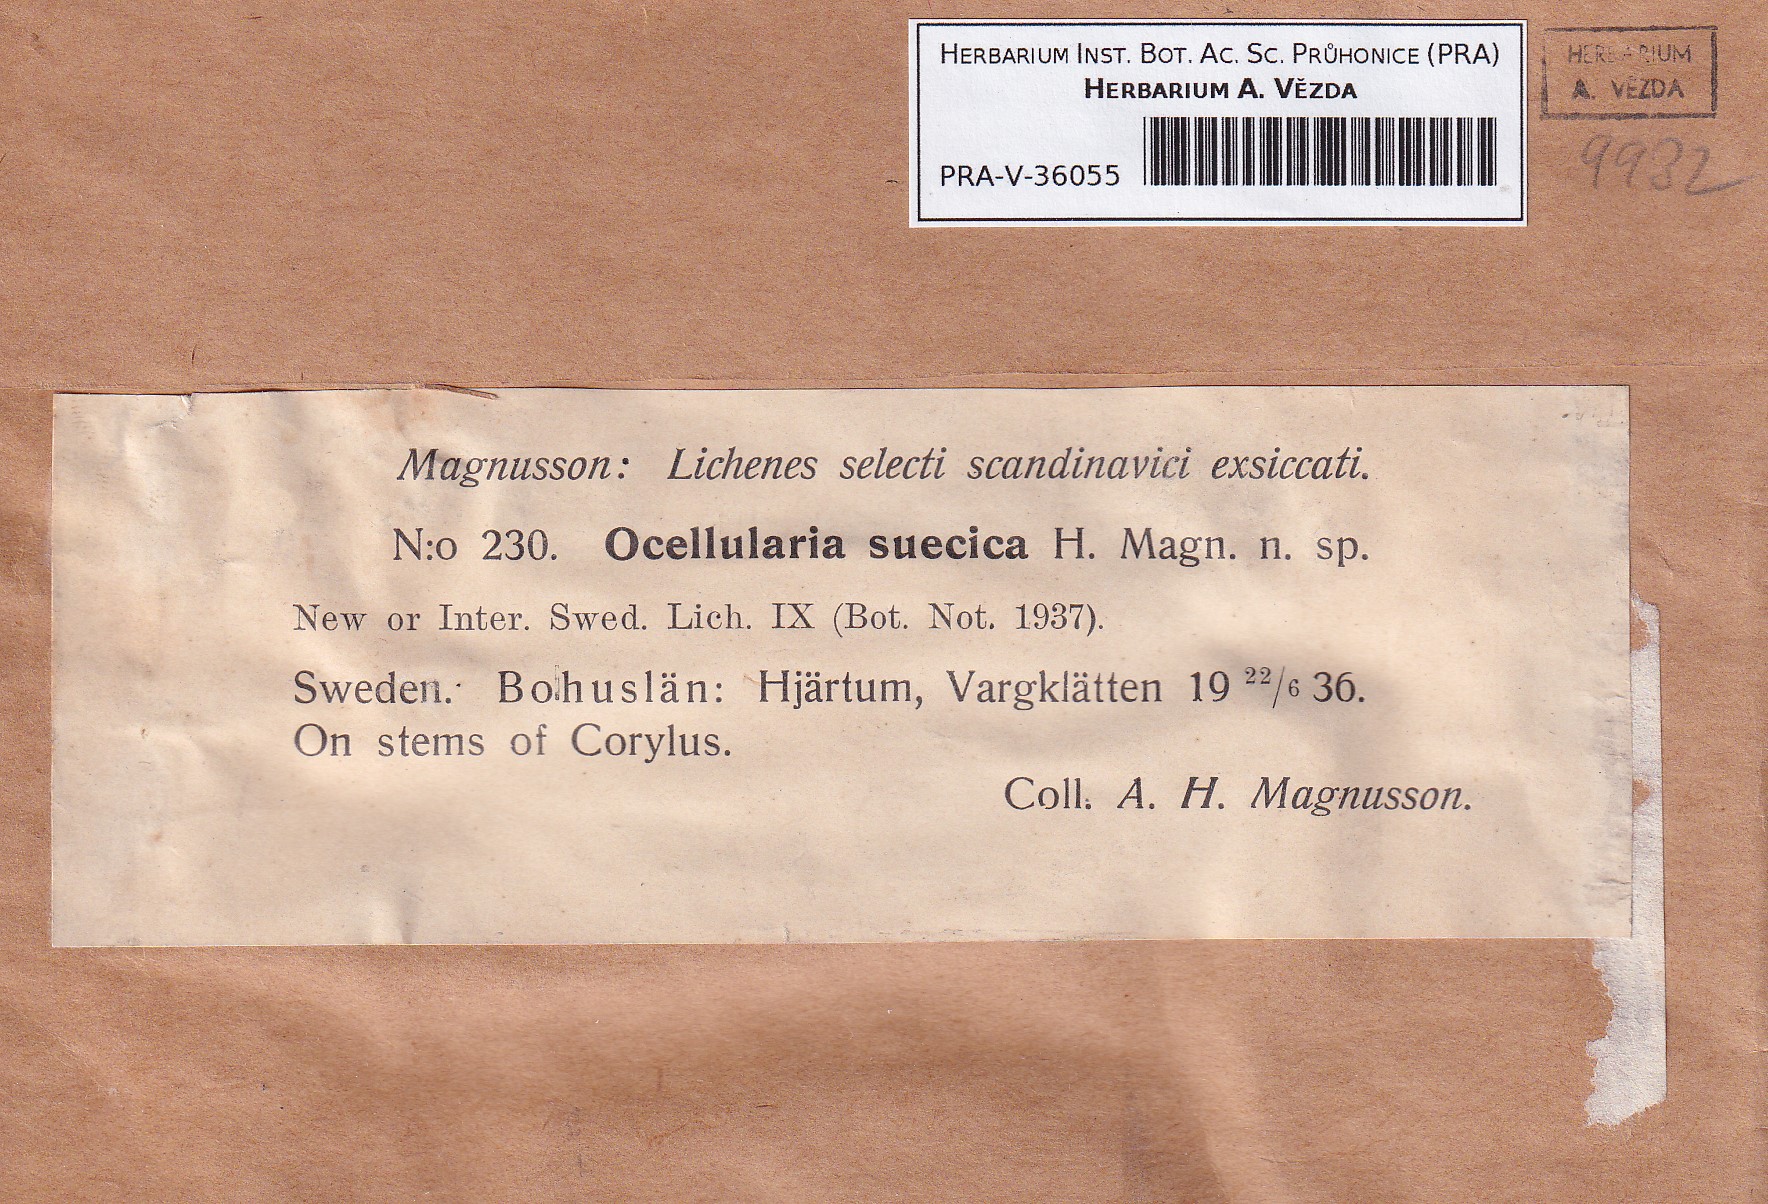 HERBARIUM INST. BOT. AC. SC. PRŮHONICE (PRA)
HERBARIUM A. VĚZDA
PRA-V-36055
HERBARIUM
A. VĚZDA
9932
Magnusson: Lichenes selecti scandinavici exsiccati.
N:o 230. Ocellularia suecica H. Magn. n. sp.
New or Inter. Swed. Lich. IX (Bot. Not. 1937).
Sweden. Bohuslän: Hjärtum, Vargklätten 19 22/6 36.
On stems of Corylus.
Coll. A. H. Magnusson.